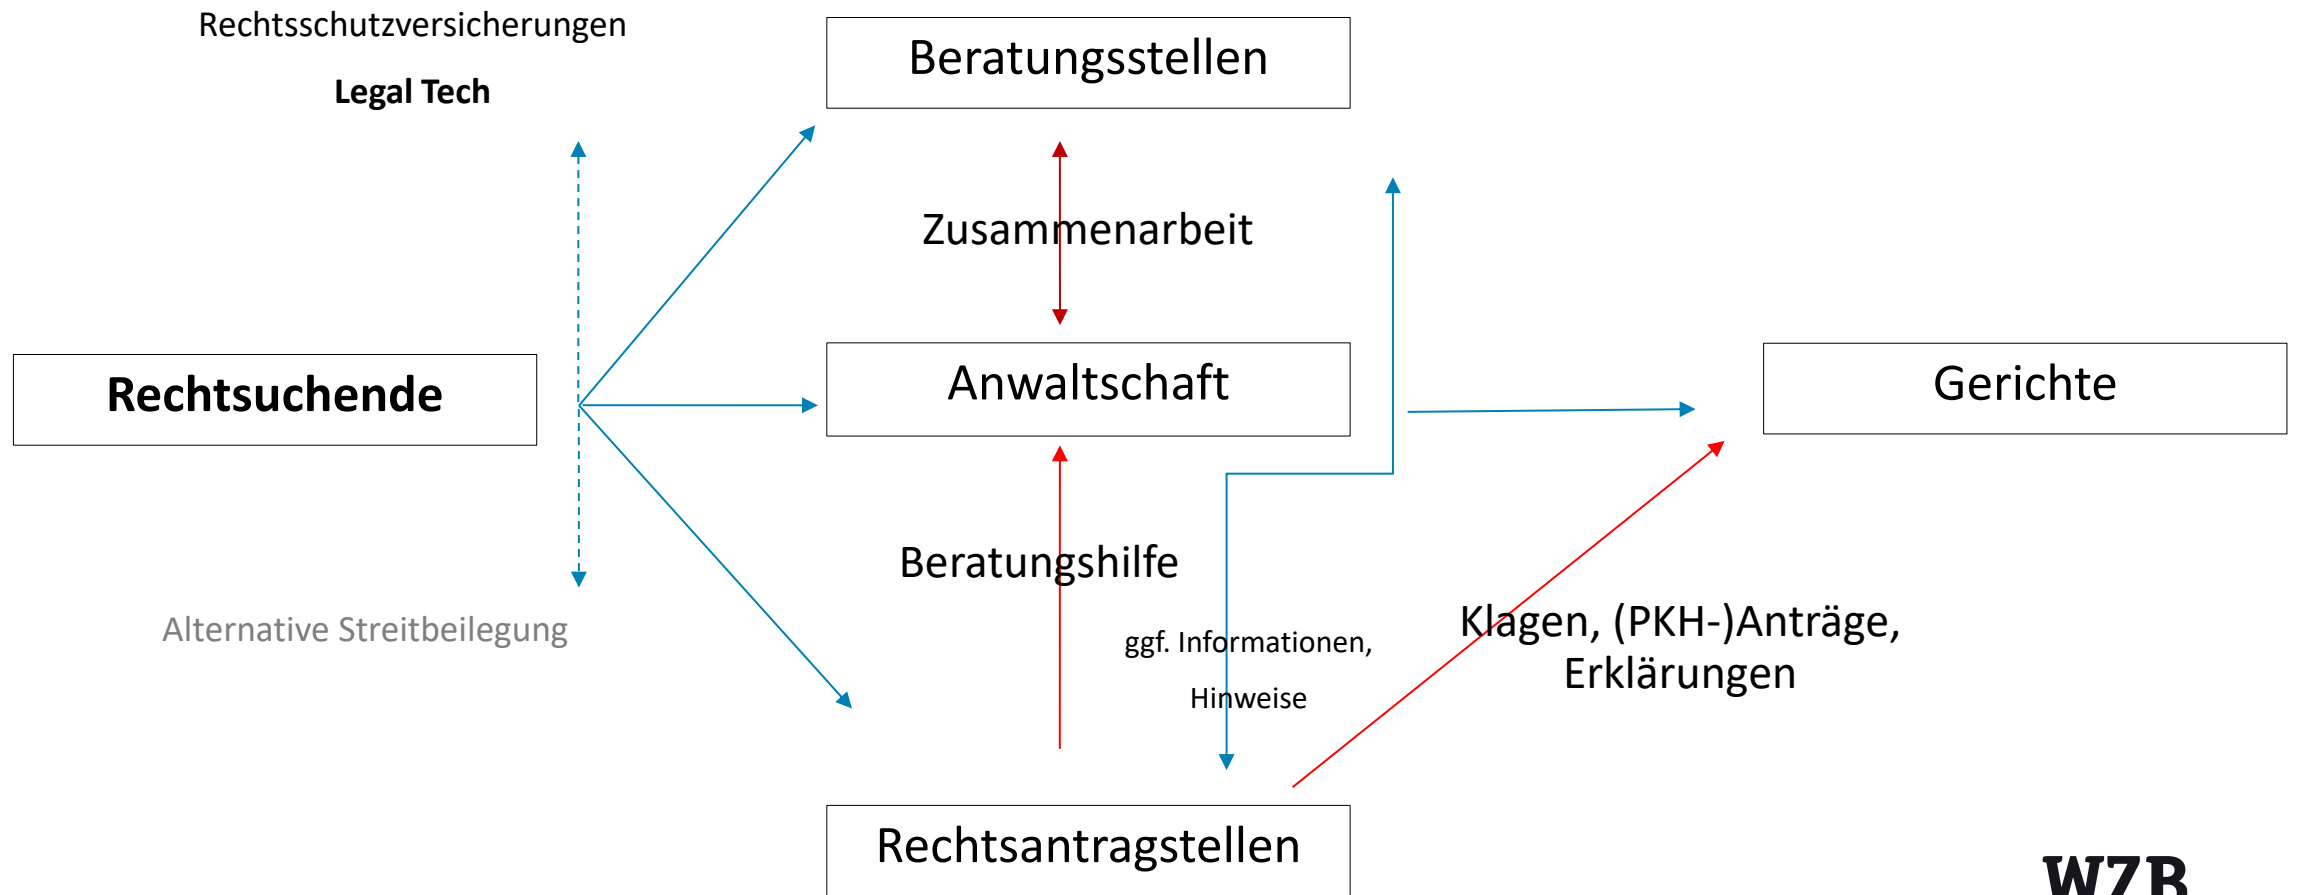 Rechtsschutzversicherungen
Legal Tech
Beratungsstellen
Zusammenarbeit
Rechtsuchende
Anwaltschaft
Gerichte
Beratungshilfe
Alternative Streitbeilegung
ggf. Informationen,
Hinweise
Klagen, (PKH-)Anträge,
Erklärungen
Rechtsantragstellen
WZB